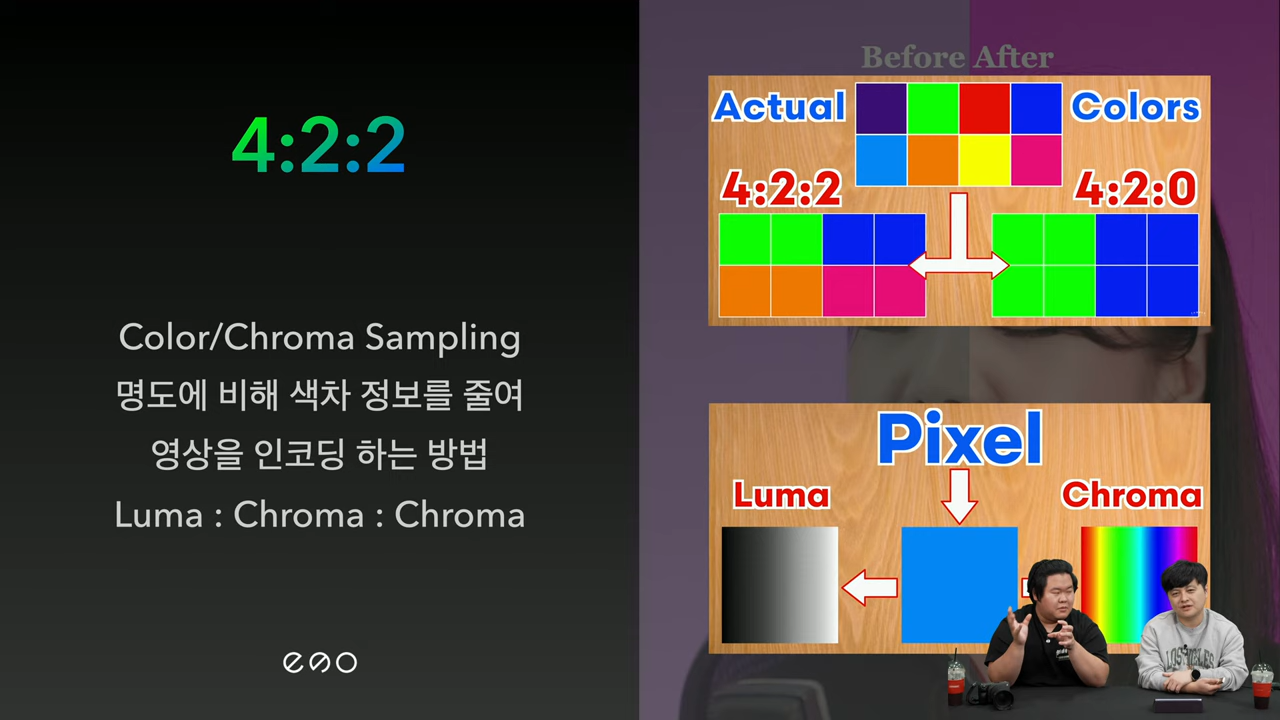 4:2:2
Color/Chroma Sampling
명도에 비해 색차 정보를 줄여
영상을 인코딩 하는 방법
Luma : Chroma : Chroma
eno
Before After
Actual Colors
4:2:2 4:2:0
Pixel
Luma Chroma